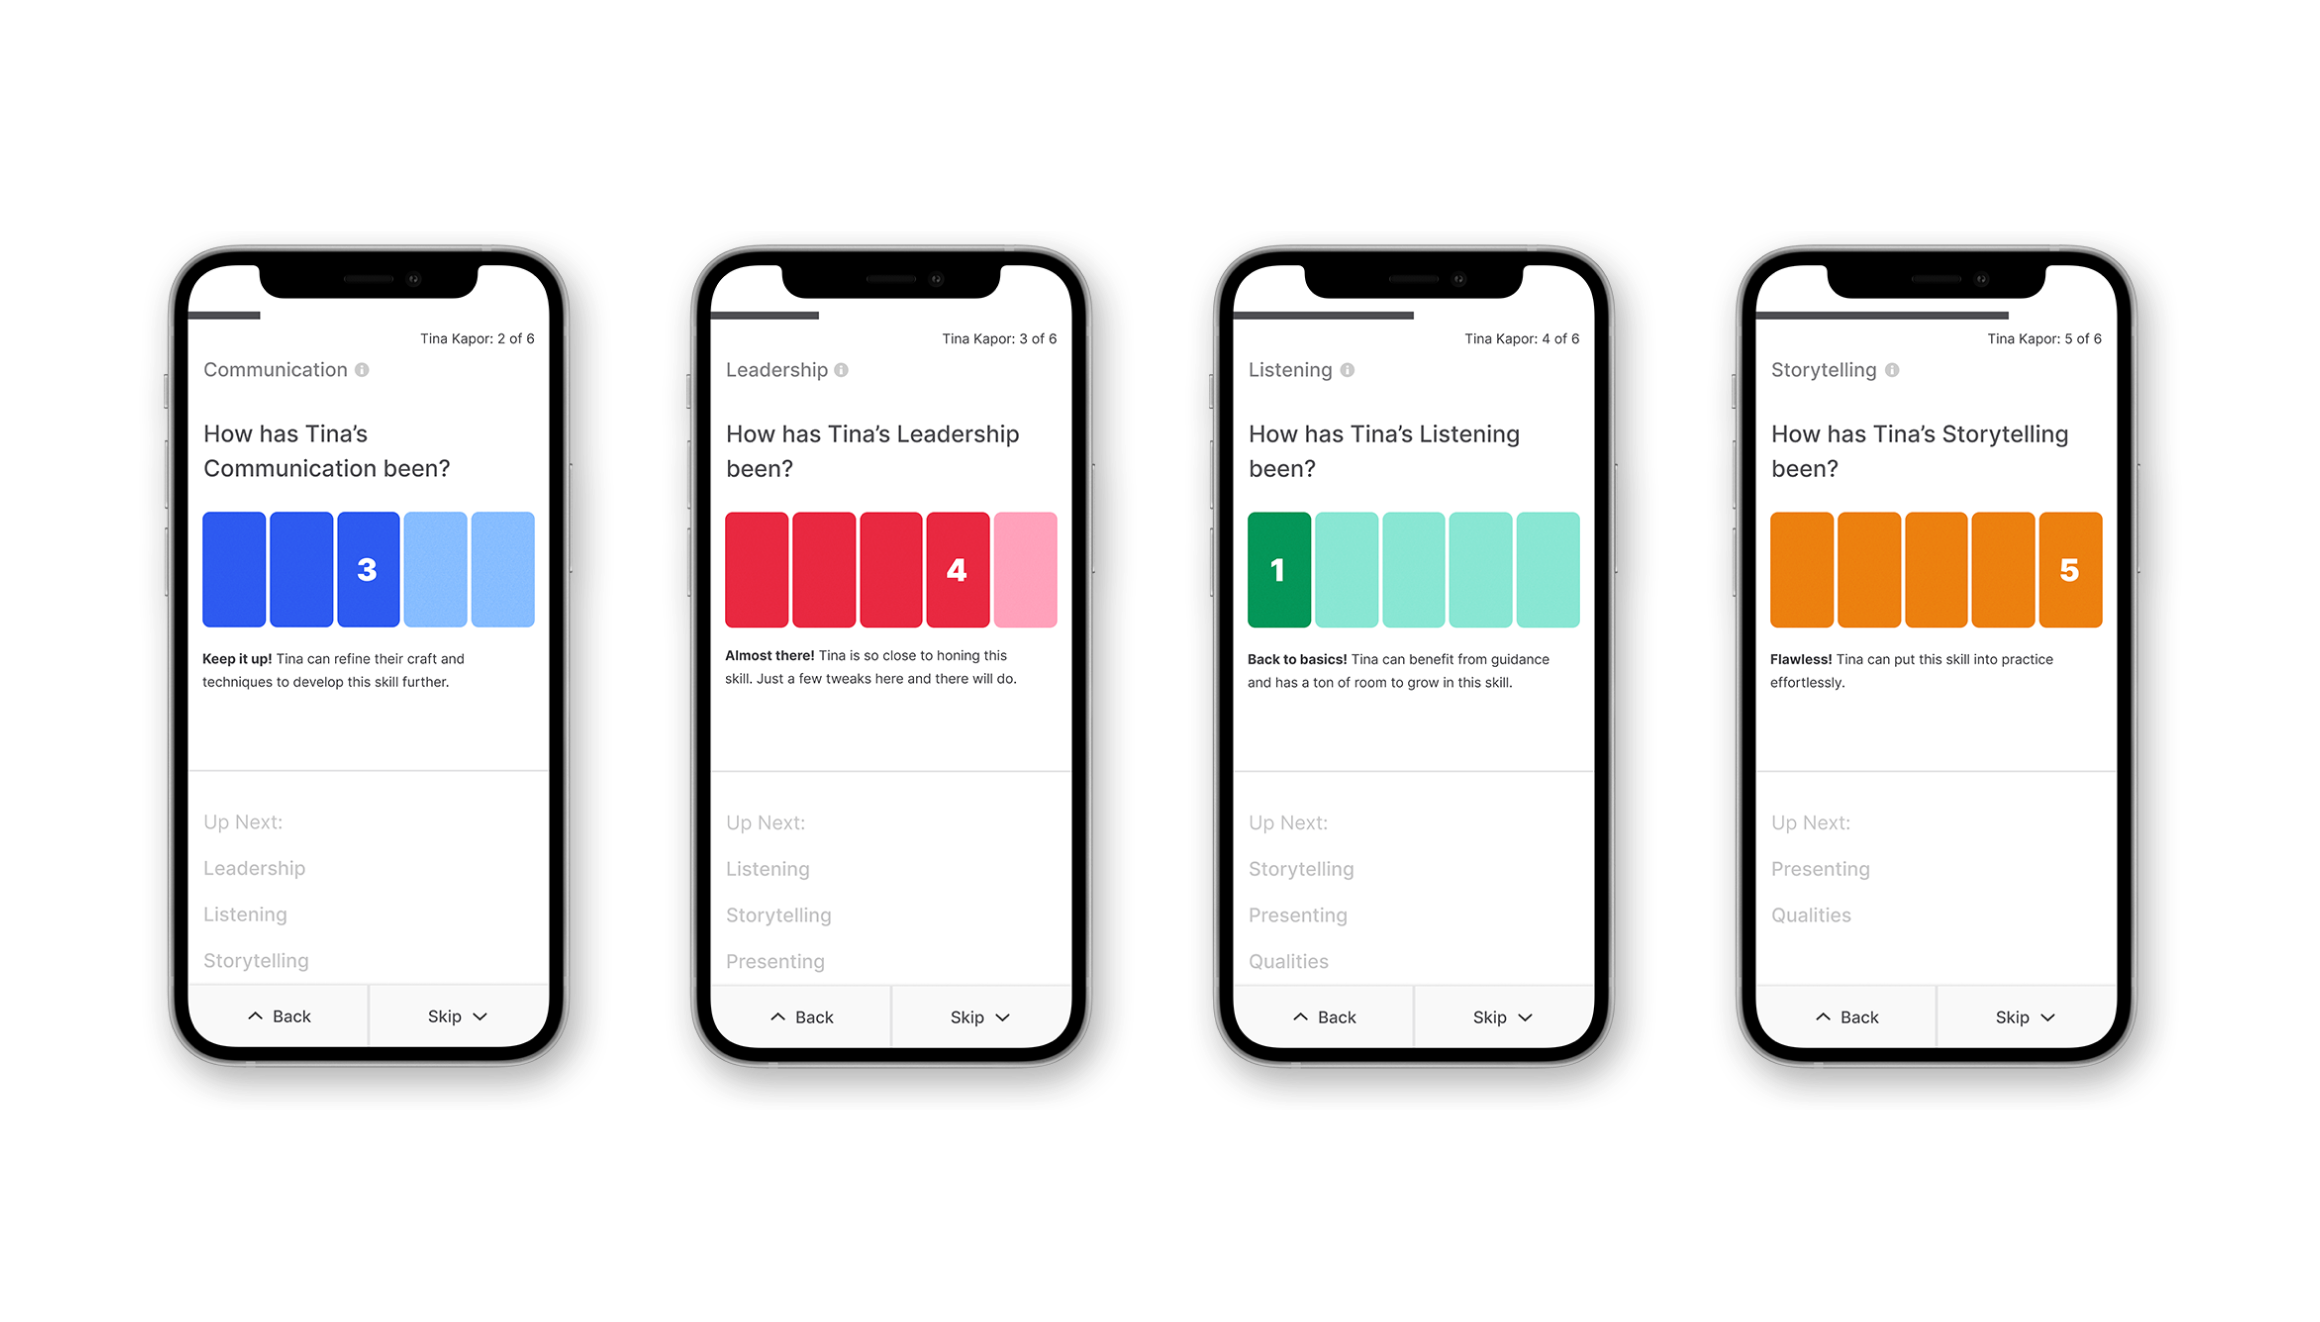 Tina Kapor: 2 of 6
Communication
How has Tina’s
Communication been?
3
Keep it up! Tina can refine their craft and
techniques to develop this skill further.
Up Next:
Leadership
Listening
Storytelling
Back
Skip
Tina Kapor: 3 of 6
Leadership
How has Tina’s Leadership
been?
4
Almost there! Tina is so close to honing this
skill. Just a few tweaks here and there will do.
Up Next:
Listening
Storytelling
Presenting
Back
Skip
Tina Kapor: 4 of 6
Listening
How has Tina’s Listening
been?
1
Back to basics! Tina can benefit from guidance
and has a ton of room to grow in this skill.
Up Next:
Storytelling
Presenting
Qualities
Back
Skip
Tina Kapor: 5 of 6
Storytelling
How has Tina’s Storytelling
been?
5
Flawless! Tina can put this skill into practice
effortlessly.
Up Next:
Presenting
Qualities
Back
Skip